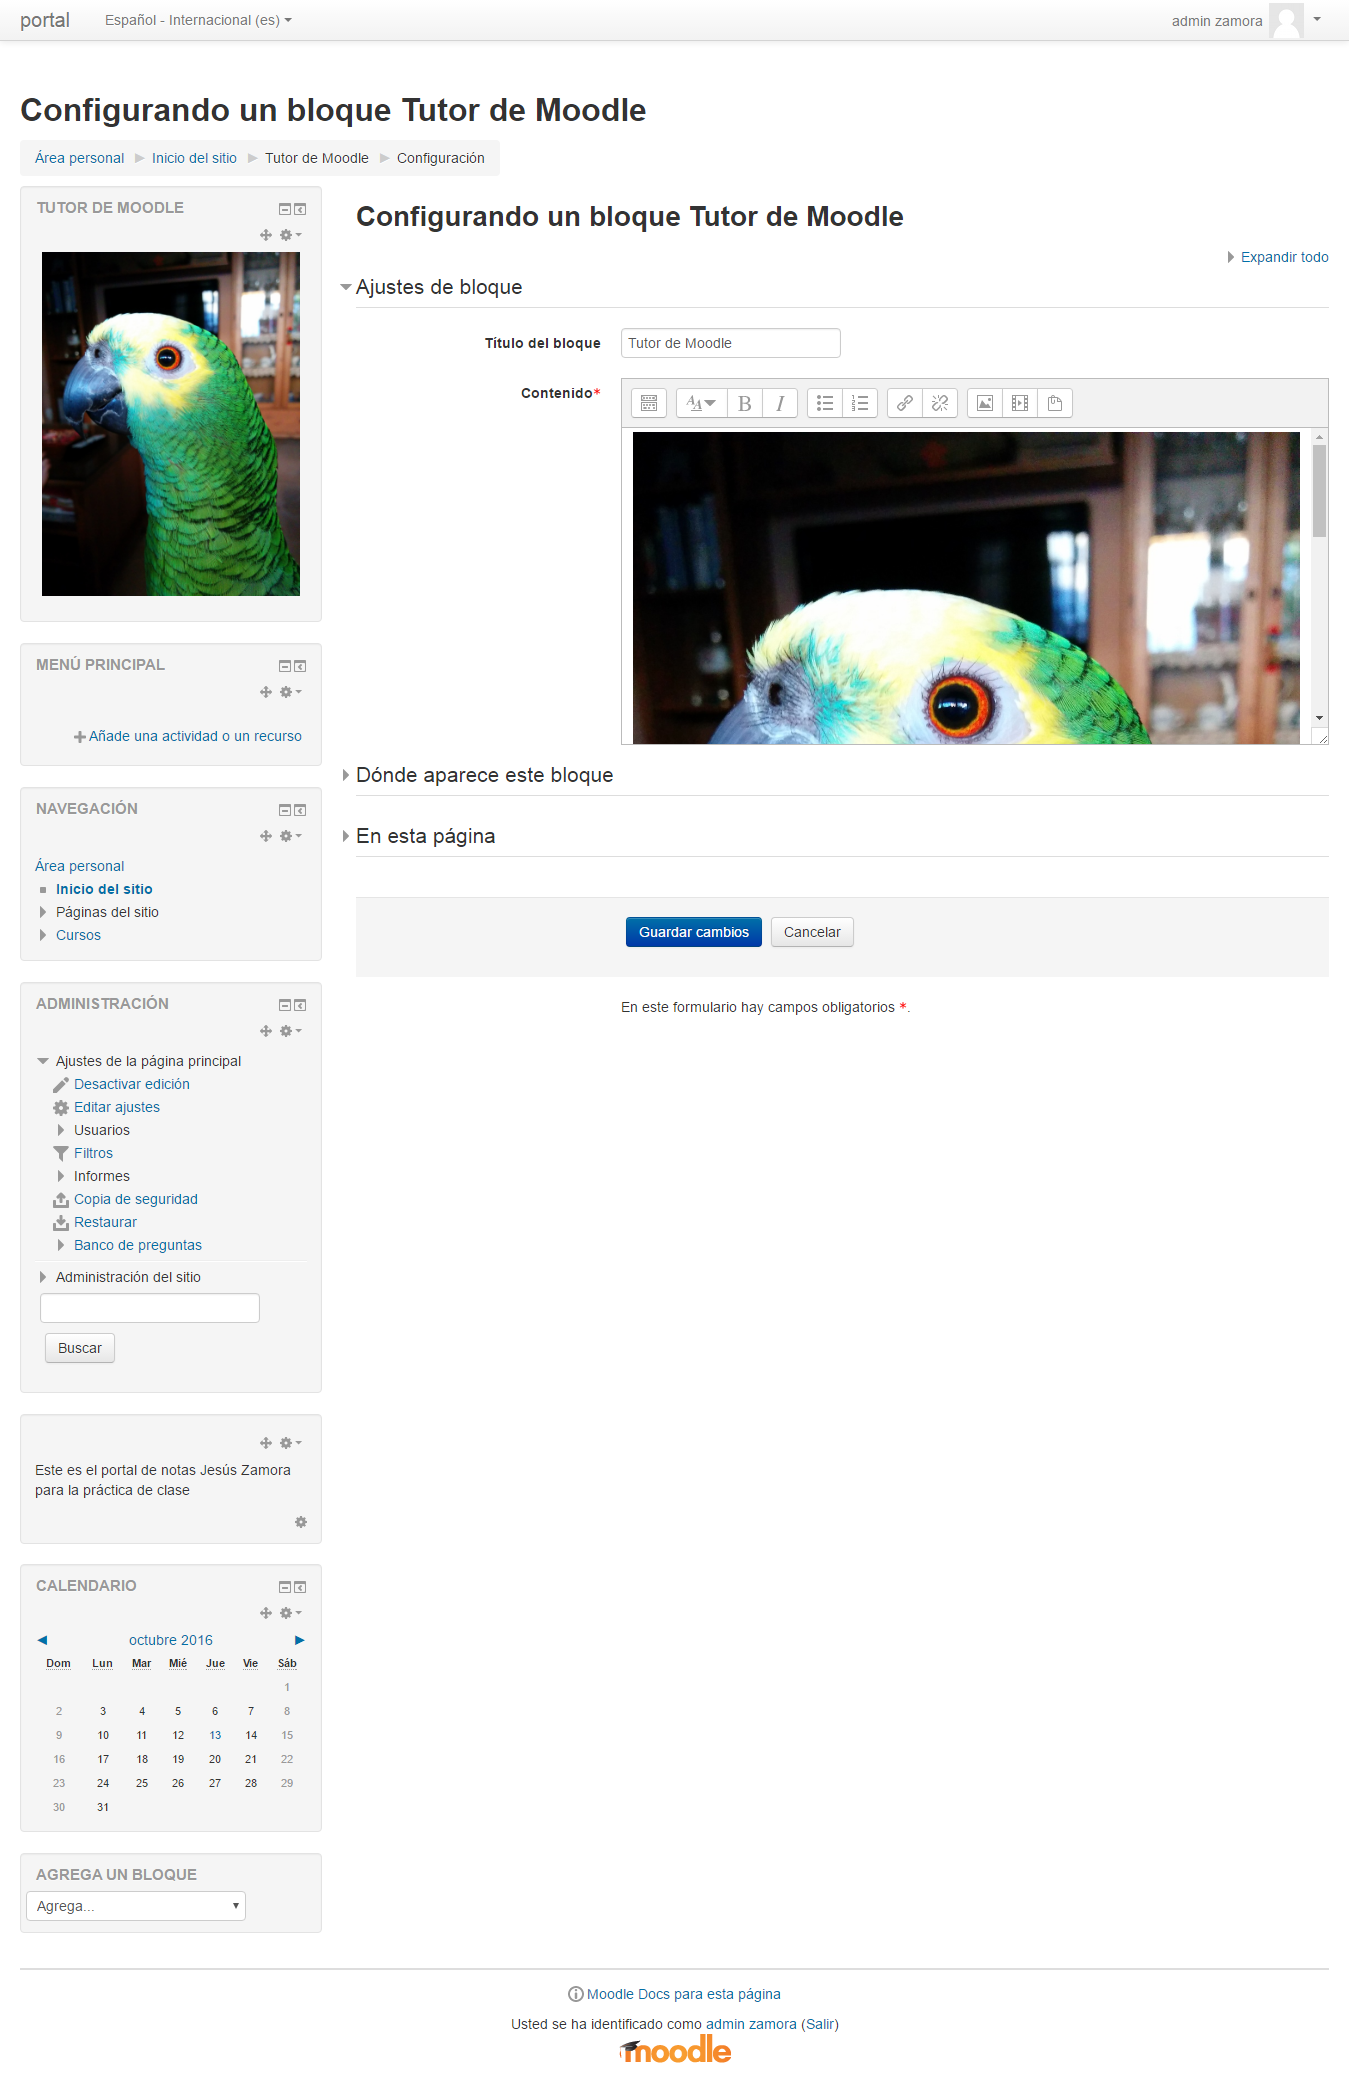 portal
Español - Internacional (es)
admin zamora
Configurando un bloque Tutor de Moodle
Área personal
Inicio del sitio
Tutor de Moodle
Configuración
TUTOR DE MOODLE
MENÚ PRINCIPAL
Añade una actividad o un recurso
NAVEGACIÓN
Área personal
Inicio del sitio
Páginas del sitio
Cursos
ADMINISTRACIÓN
Ajustes de la página principal
Desactivar edición
Editar ajustes
Usuarios
Filtros
Informes
Copia de seguridad
Restaurar
Banco de preguntas
Administración del sitio
Buscar
Este es el portal de notas Jesús Zamora
para la práctica de clase
CALENDARIO
octubre 2016
Dom Lun Mar Mié Jue Vie Sáb
1
2 3 4 5 6 7 8
9 10 11 12 13 14 15
16 17 18 19 20 21 22
23 24 25 26 27 28 29
30 31
AGREGA UN BLOQUE
Agrega...
Configurando un bloque Tutor de Moodle
Expandir todo
Ajustes de bloque
Título del bloque
Tutor de Moodle
Contenido*
B
I
Dónde aparece este bloque
En esta página
Guardar cambios
Cancelar
En este formulario hay campos obligatorios *.
Moodle Docs para esta página
Usted se ha identificado como admin zamora (Salir)
moodle